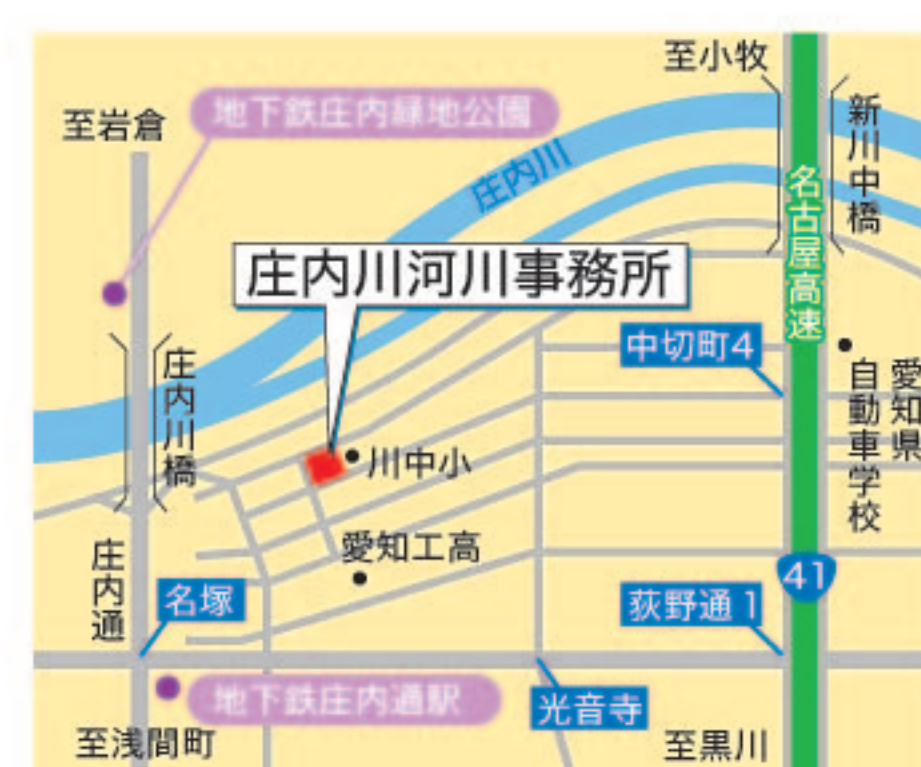 至小牧
地下鉄庄内緑地公園
至岩倉
新川中橋
庄内川
名古屋高速
庄内川河川事務所
中切町4
庄内川橋
愛知県
自動車学校
川中小
愛知工高
庄内通
41
名塚
荻野通1
地下鉄庄内通駅
光音寺
至浅間町
至黒川